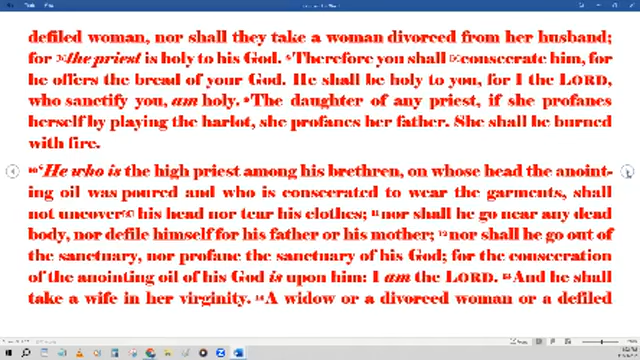 defiled woman, nor shall they take a woman divorced from her husband;
for the priest is holy to his God. Therefore you shall consecrate him, for
he offers the bread of your God. He shall be holy to you, for I the LORD,
who sanctify you, am holy. 9 The daughter of any priest, if she profanes
herself by playing the harlot, she profanes her father. She shall be burned
with fire.
10 ‘He who is the high priest among his brethren, on whose head the anoint-
ing oil was poured and who is consecrated to wear the garments, shall
not uncover his head nor tear his clothes; 11 nor shall he go near any dead
body, nor defile himself for his father or his mother; 12 nor shall he go out of
the sanctuary, nor profane the sanctuary of his God; for the consecration
of the anointing oil of his God is upon him: I am the LORD. 13 And he shall
take a wife in her virginity. 14 A widow or a divorced woman or a defiled